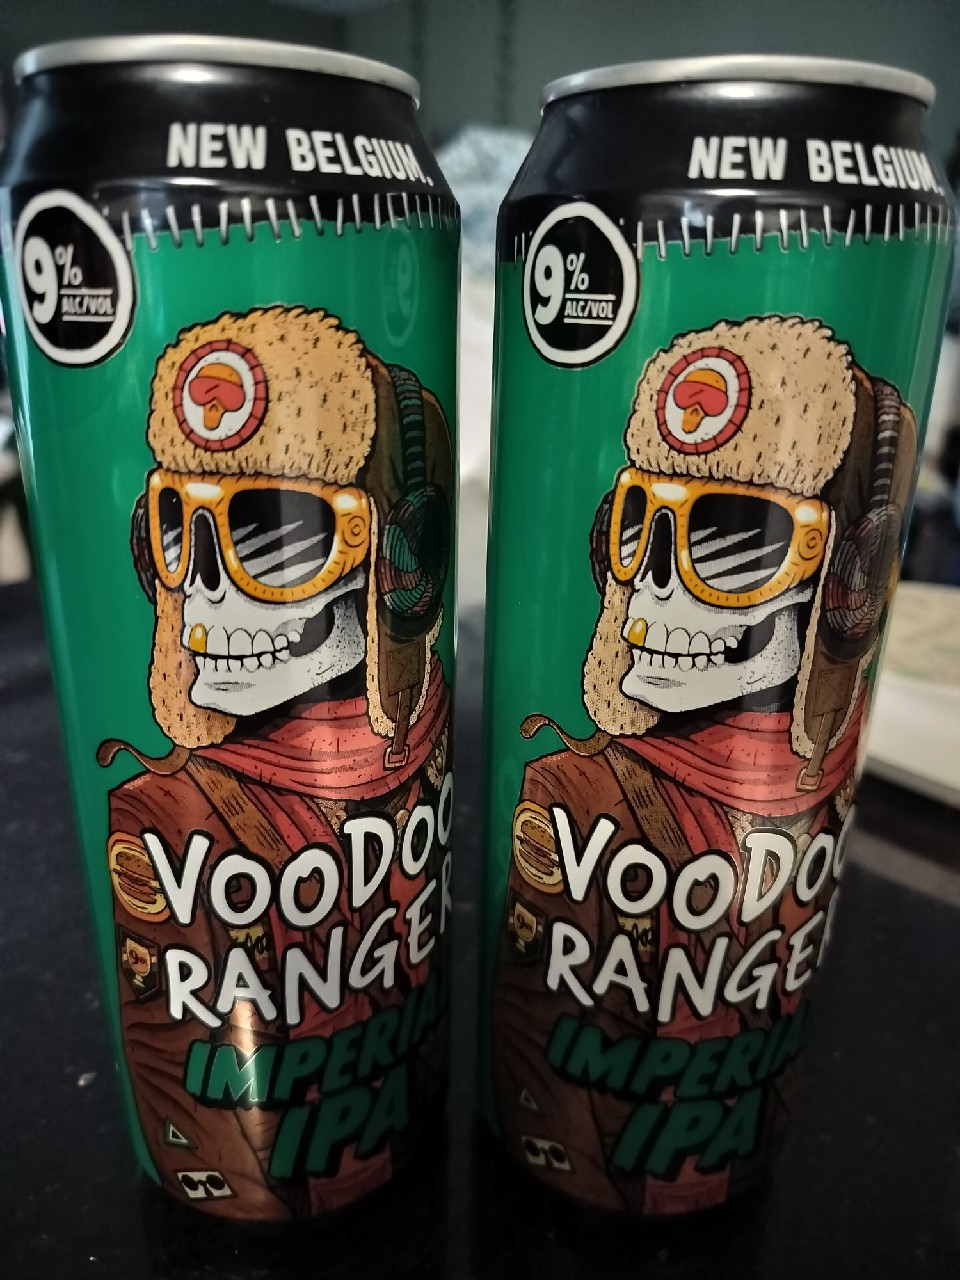 NEW BELGIUM.
9%
ALC/VOL
VOODOO
RANGER
IMPERIAL
IPA
NEW BELGIUM.
9%
ALC/VOL
VOODOO
RANGER
IMPERIAL
IPA